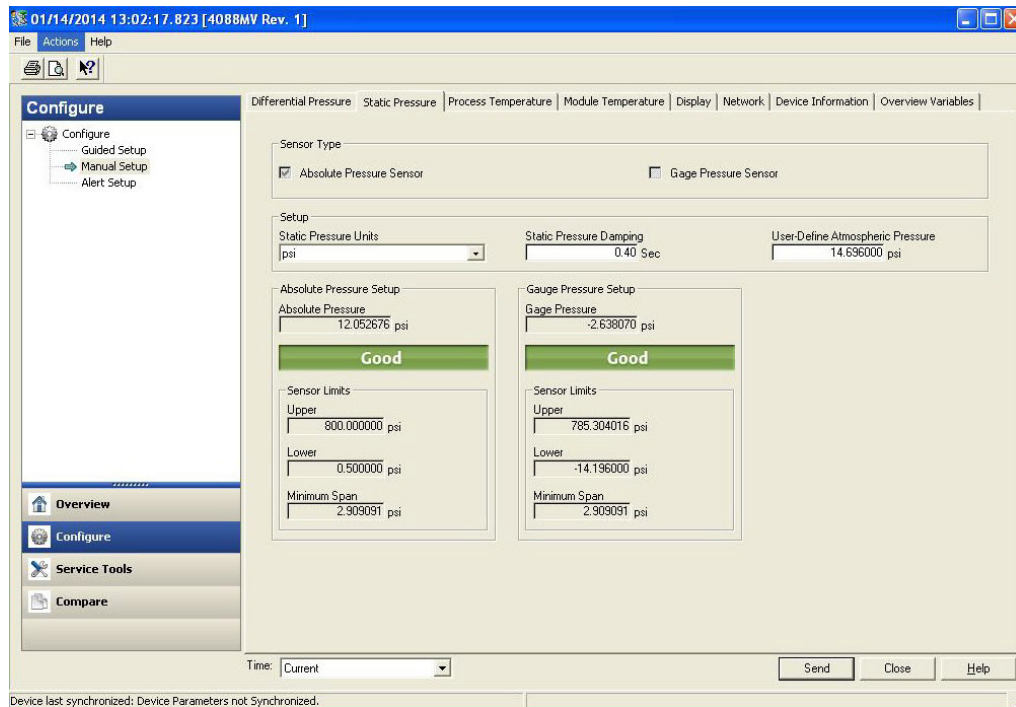 01/14/2014 13:02:17.823 [4088MV Rev. 1]
File Actions Help
Configure
Configure
Guided Setup
Manual Setup
Alert Setup
Overview
Configure
Service Tools
Compare
Differential Pressure Static Pressure Process Temperature Module Temperature Display Network Device Information Overview Variables
Sensor Type
Absolute Pressure Sensor Gage Pressure Sensor
Setup
Static Pressure Units Static Pressure Damping User-Define Atmospheric Pressure
psi 0.40 Sec 14.696000 psi
Absolute Pressure Setup
Absolute Pressure
12.052676 psi
Good
Sensor Limits
Upper
800.000000 psi
Lower
0.500000 psi
Minimum Span
2.909091 psi
Gauge Pressure Setup
Gage Pressure
-2.638070 psi
Good
Sensor Limits
Upper
785.304016 psi
Lower
-14.196000 psi
Minimum Span
2.909091 psi
Time: Current Send Close Help
Device last synchronized: Device Parameters not Synchronized.